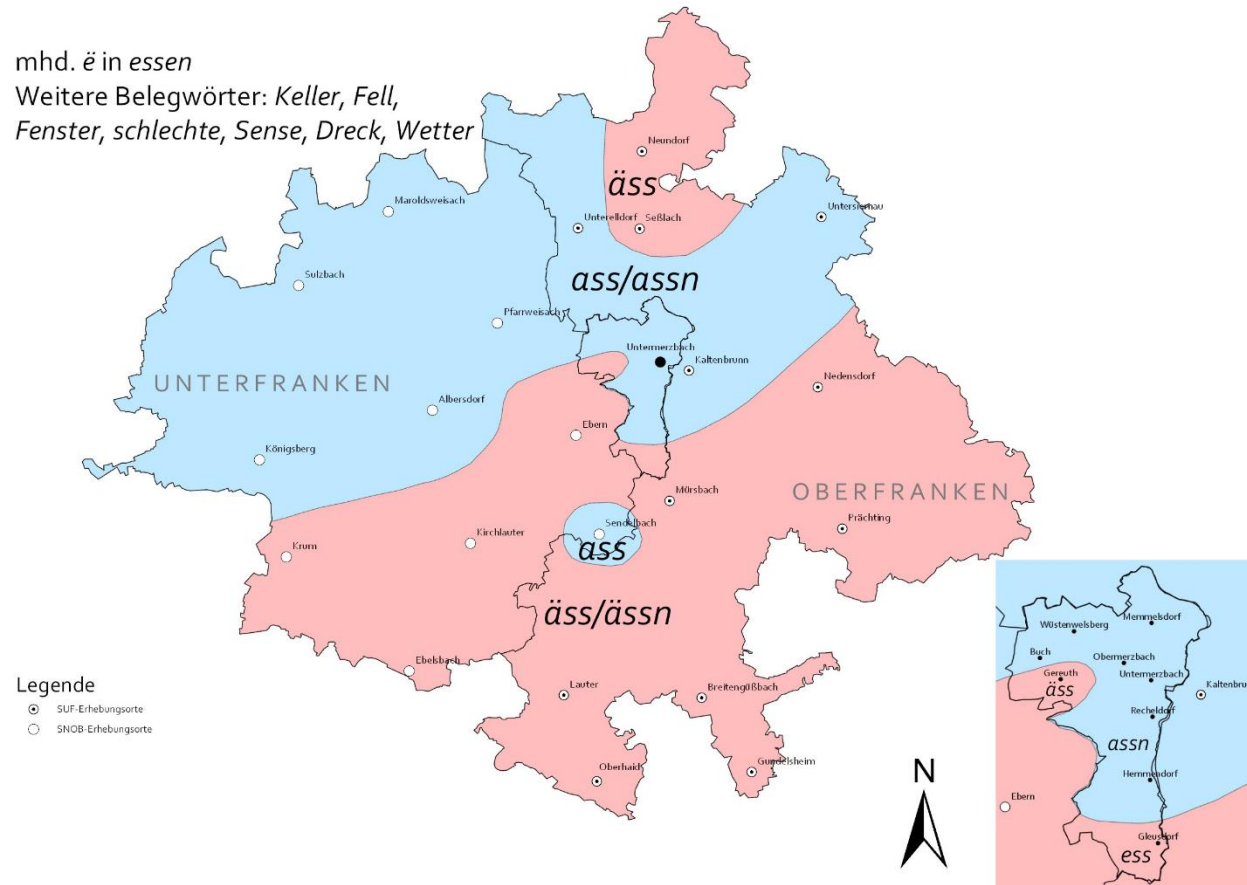 mhd. ë in essen
Weitere Belegwörter: Keller, Fell,
Fenster, schlechte, Sense, Dreck, Wetter
Neundorf
äss
Maroldsweisach
Unterelldorf
Seßlach
Untersiemau
Sulzbach
ass/assn
Pfarrweisach
Untermerzbach
Kaltenbrunn
UNTERFRANKEN
Nedensdorf
Albersdorf
Ebern
Königsberg
Mürsbach
OBERFRANKEN
Sendelbach
Prächting
Krum
Kirchlauter
ass
äss/ässn
Ebelsbach
Lauter
Breitengüßbach
Oberhaid
Gundelsheim
Legende
SUF-Erhebungsorte
SNOB-Erhebungsorte
N
Memmelsdorf
Wüstenwelsberg
Buch
Obermerzbach
Gereuth
Untermerzbach
äss
Kaltenbru
Recheldorf
assn
Hemmendorf
Ebern
Gleusdorf
ess